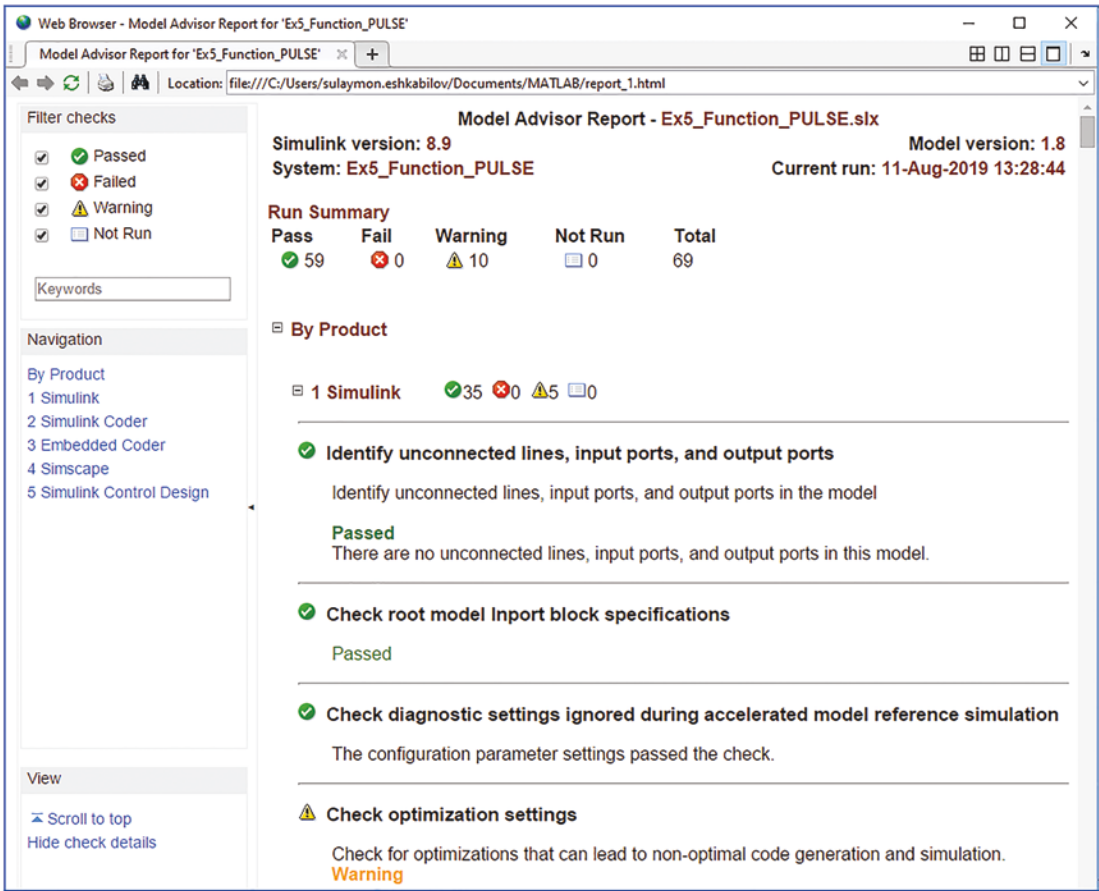 Web Browser - Model Advisor Report for 'Ex5_Function_PULSE'
Model Advisor Report for 'Ex5_Function_PULSE'
Location: file:///C:/Users/sulaymon.eshkabilov/Documents/MATLAB/report_1.html
Filter checks
Passed
Failed
Warning
Not Run
Keywords
Navigation
By Product
1 Simulink
2 Simulink Coder
3 Embedded Coder
4 Simscape
5 Simulink Control Design
View
Scroll to top
Hide check details
Model Advisor Report - Ex5_Function_PULSE.slx
Simulink version: 8.9 Model version: 1.8
System: Ex5_Function_PULSE Current run: 11-Aug-2019 13:28:44
Run Summary
Pass Fail Warning Not Run Total
59 0 10 0 69
By Product
1 Simulink 35 0 5 0
Identify unconnected lines, input ports, and output ports
Identify unconnected lines, input ports, and output ports in the model
Passed
There are no unconnected lines, input ports, and output ports in this model.
Check root model Inport block specifications
Passed
Check diagnostic settings ignored during accelerated model reference simulation
The configuration parameter settings passed the check.
Check optimization settings
Check for optimizations that can lead to non-optimal code generation and simulation.
Warning